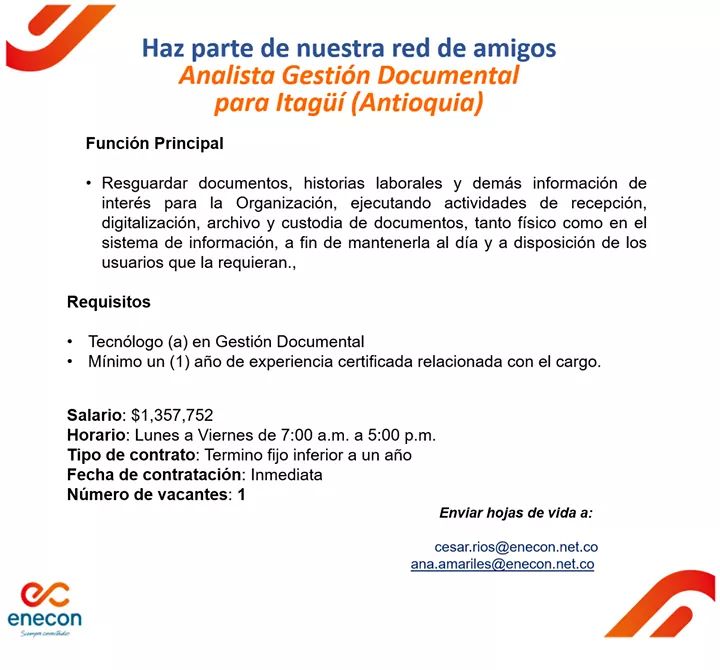 Haz parte de nuestra red de amigos
Analista Gestión Documental
para Itagüí (Antioquia)
Función Principal
• Resguardar documentos, historias laborales y demás información de
interés para la Organización, ejecutando actividades de recepción,
digitalización, archivo y custodia de documentos, tanto físico como en el
sistema de información, a fin de mantenerla al día y a disposición de los
usuarios que la requieran.,
Requisitos
• Tecnólogo (a) en Gestión Documental
• Mínimo un (1) año de experiencia certificada relacionada con el cargo.
Salario: $1,357,752
Horario: Lunes a Viernes de 7:00 a.m. a 5:00 p.m.
Tipo de contrato: Termino fijo inferior a un año
Fecha de contratación: Inmediata
Número de vacantes: 1
Enviar hojas de vida a:
cesar.rios@enecon.net.co
ana.amariles@enecon.net.co
enecon
Siempre conectados